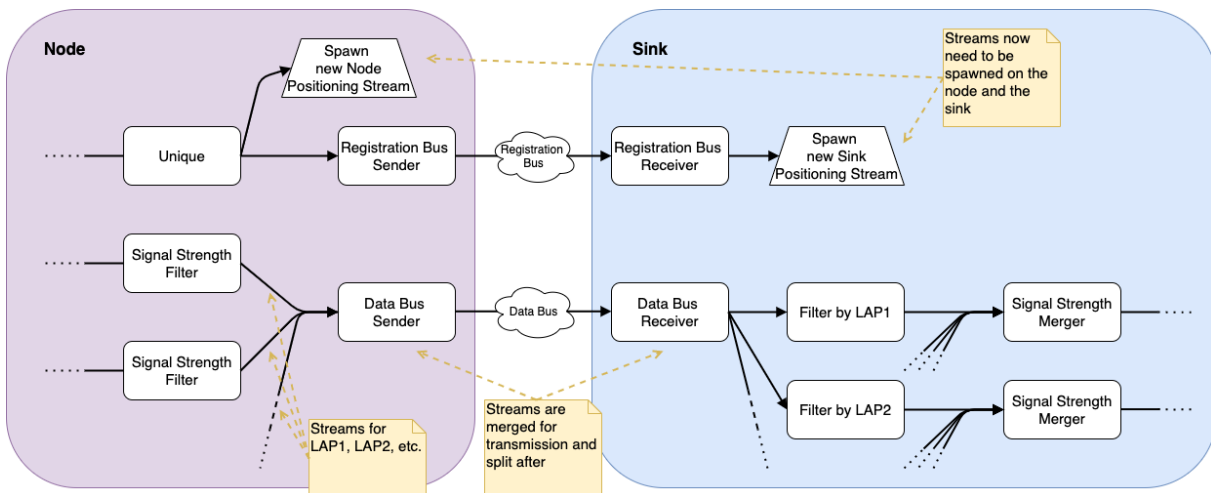 Node
Spawn
new Node
Positioning Stream
Unique
Registration Bus
Sender
Registration
Bus
Signal Strength
Filter
Signal Strength
Filter
Data Bus
Sender
Data Bus
Streams for
LAP1, LAP2, etc.
Streams are
merged for
transmission and
split after
Sink
Streams now
need to be
spawned on the
node and the
sink
Registration Bus
Receiver
Spawn
new Sink
Positioning Stream
Data Bus
Receiver
Filter by LAP1
Signal Strength
Merger
Filter by LAP2
Signal Strength
Merger